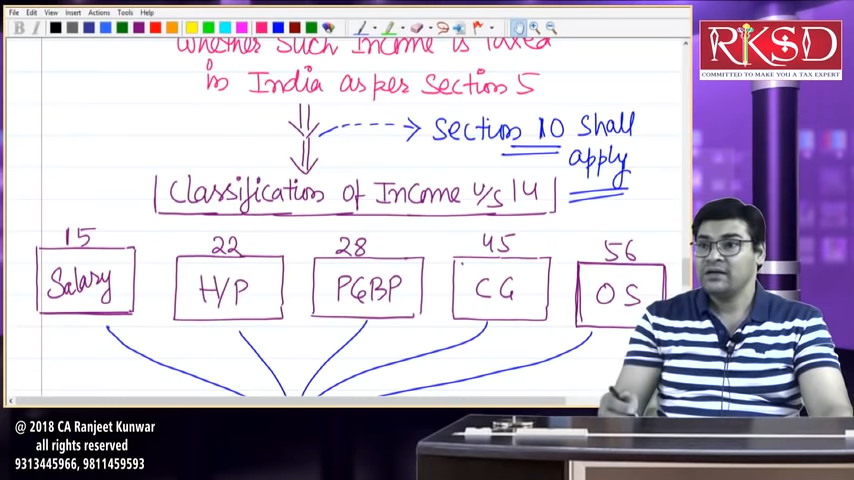 File Edit View Insert Actions Tools Help
B I
Whether Such Income is Taxed
in India as per Section 5
Section 10 Shall
apply
Classification of Income u/s 14
15 22 28 45 56
Salary H/P PGBP CG OS
RKSD
COMMITTED TO MAKE YOU A TAX EXPERT
@ 2018 CA Ranjeet Kunwar
all rights reserved
9313445966, 9811459593